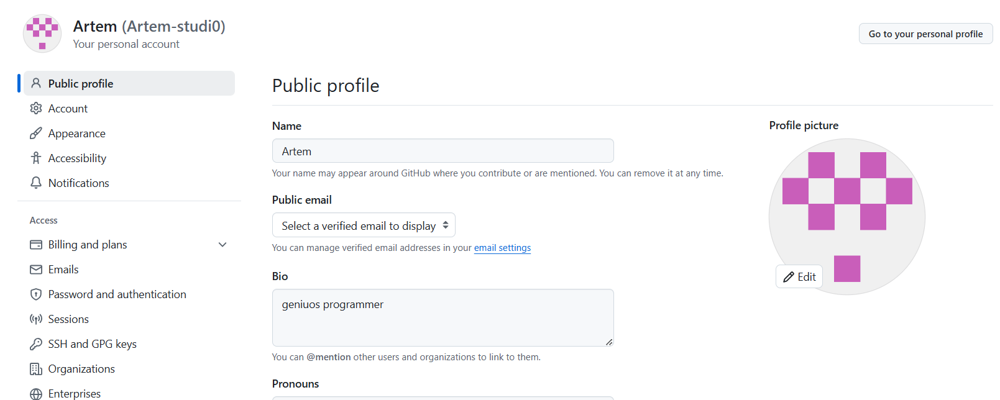 Artem (Artem-studi0)
Your personal account
Go to your personal profile
Public profile
Account
Appearance
Accessibility
Notifications
Access
Billing and plans
Emails
Password and authentication
Sessions
SSH and GPG keys
Organizations
Enterprises
Public profile
Name
Artem
Your name may appear around GitHub where you contribute or are mentioned. You can remove it at any time.
Public email
Select a verified email to display
You can manage verified email addresses in your email settings
Bio
geniuos programmer
You can @mention other users and organizations to link to them.
Pronouns
Profile picture
Edit